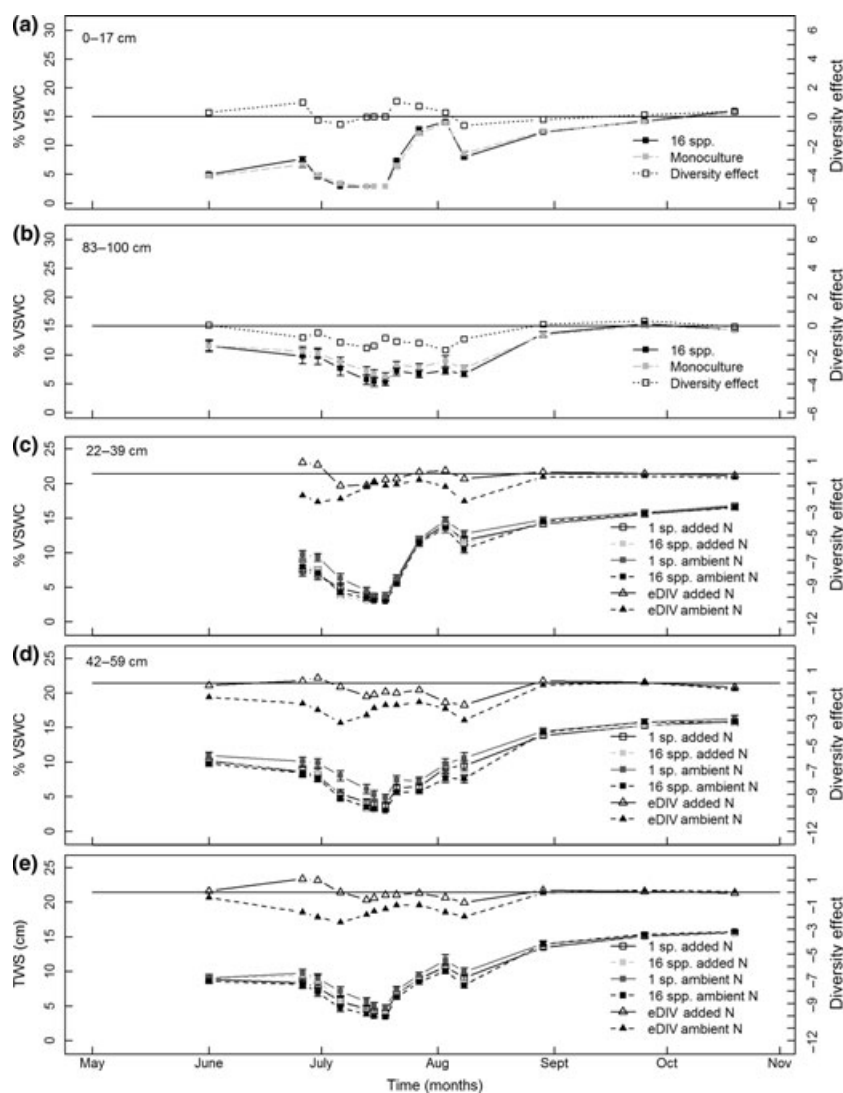 (a)
0–17 cm
30
25
20
15
10
5
0
% VSWC
6
4
2
0
−2
−4
−6
Diversity effect
16 spp.
Monoculture
Diversity effect
(b)
83–100 cm
30
25
20
15
10
5
0
% VSWC
6
4
2
0
−2
−4
−6
Diversity effect
16 spp.
Monoculture
Diversity effect
(c)
22–39 cm
25
20
15
10
5
0
% VSWC
1
−1
−3
−5
−7
−9
−12
Diversity effect
1 sp. added N
16 spp. added N
1 sp. ambient N
16 spp. ambient N
eDIV added N
eDIV ambient N
(d)
42–59 cm
25
20
15
10
5
0
% VSWC
1
−1
−3
−5
−7
−9
−12
Diversity effect
1 sp. added N
16 spp. added N
1 sp. ambient N
16 spp. ambient N
eDIV added N
eDIV ambient N
(e)
25
20
15
10
5
0
TWS (cm)
1
−1
−3
−5
−7
−9
−12
Diversity effect
1 sp. added N
16 spp. added N
1 sp. ambient N
16 spp. ambient N
eDIV added N
eDIV ambient N
May
June
July
Aug
Sept
Oct
Nov
Time (months)